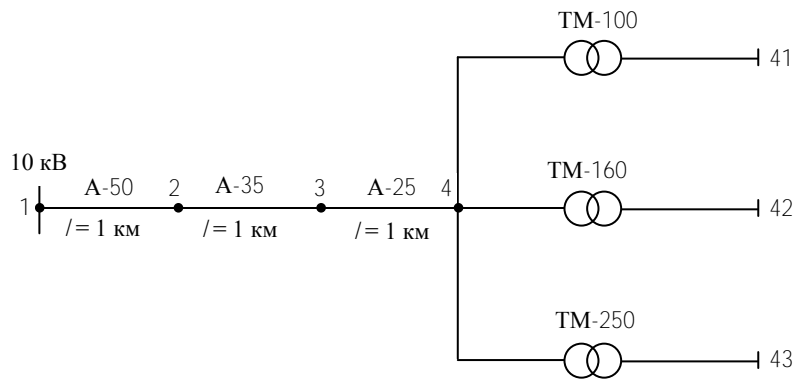 ТМ-100
41
10 кВ
1
А-50
2
А-35
3
А-25
4
ТМ-160
42
l = 1 км
l = 1 км
l = 1 км
ТМ-250
43